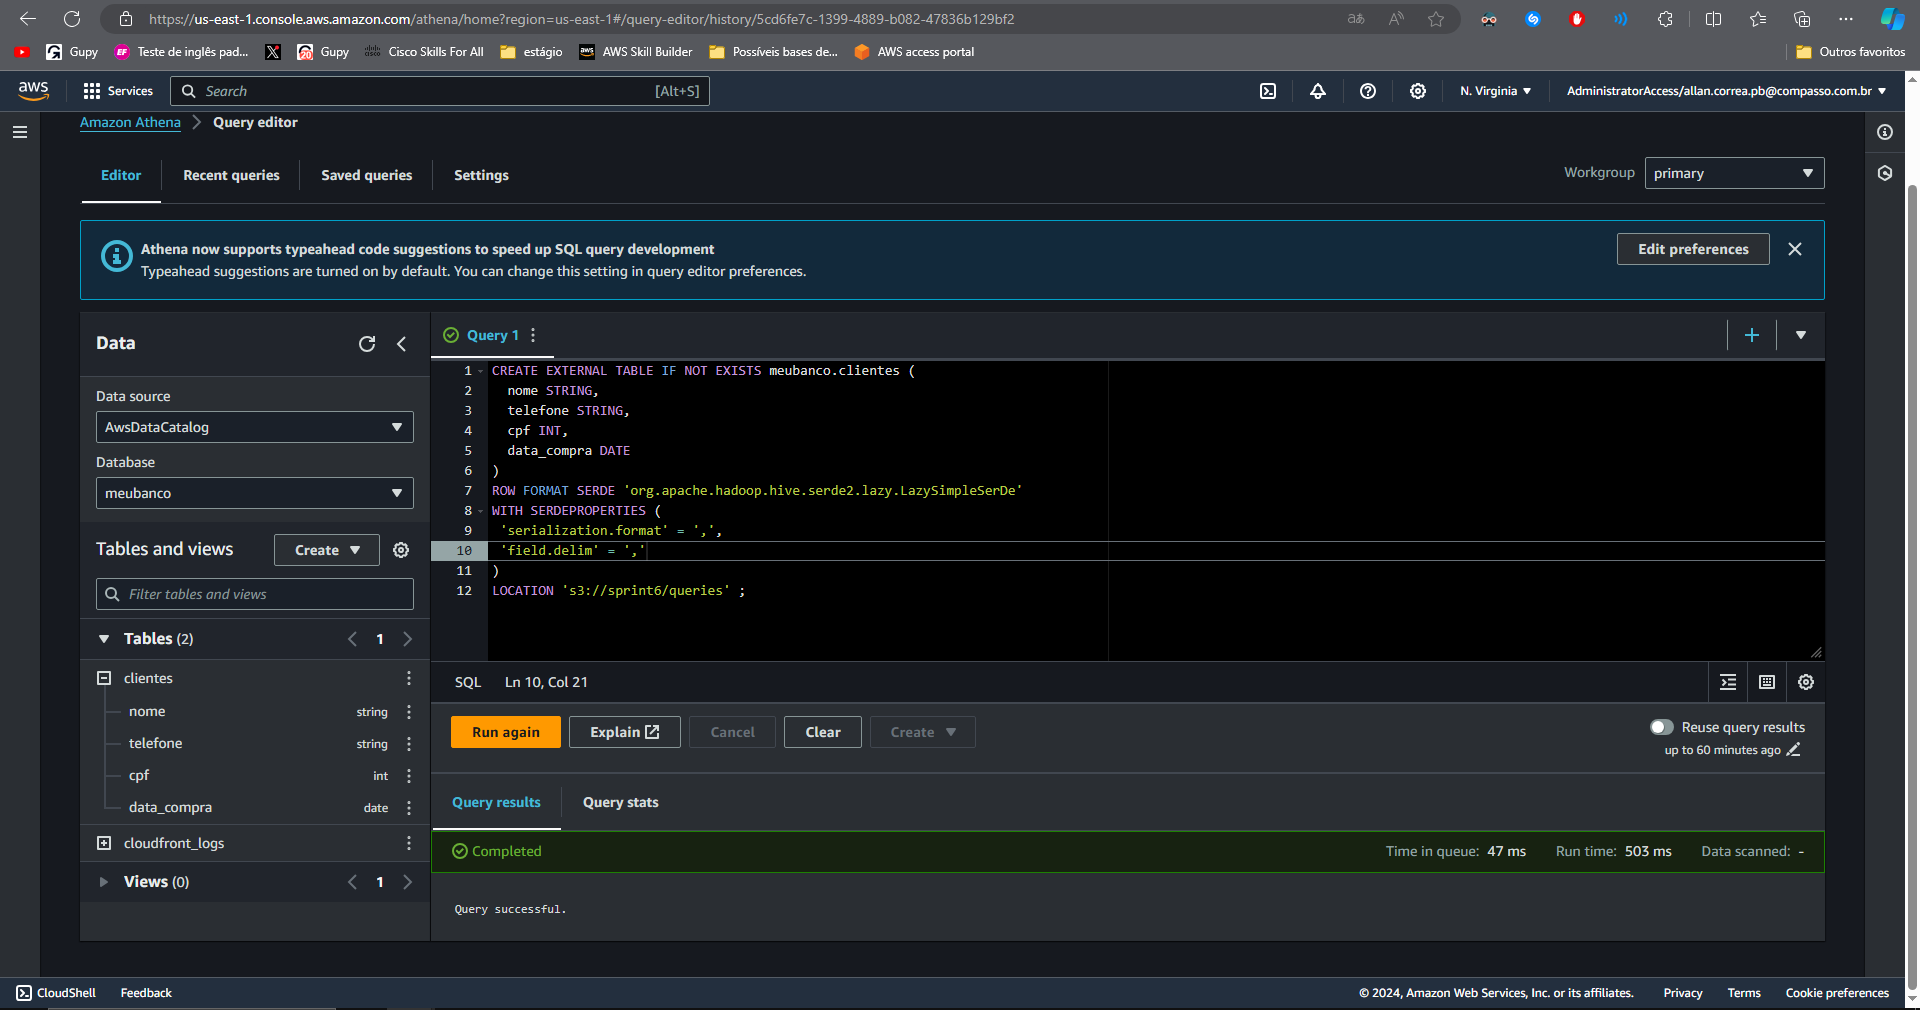 https://us-east-1.console.aws.amazon.com/athena/home?region=us-east-1#/query-editor/history/5cd6fe7c-1399-4889-b082-47836b129bf2
Gupy
Teste de inglês pad...
Gupy
Cisco Skills For All
estágio
AWS Skill Builder
Possíveis bases de...
AWS access portal
Outros favoritos
aws
Services
Search
[Alt+S]
N. Virginia
AdministratorAccess/allan.correa.pb@compasso.com.br
Amazon Athena
Query editor
Editor
Recent queries
Saved queries
Settings
Workgroup
primary
Athena now supports typeahead code suggestions to speed up SQL query development
Typeahead suggestions are turned on by default. You can change this setting in query editor preferences.
Edit preferences
Data
Data source
AwsDataCatalog
Database
meubanco
Tables and views
Create
Filter tables and views
Tables (2)
1
clientes
nome string
telefone string
cpf int
data_compra date
cloudfront_logs
Views (0)
1
Query 1
1 CREATE EXTERNAL TABLE IF NOT EXISTS meubanco.clientes (
2 nome STRING,
3 telefone STRING,
4 cpf INT,
5 data_compra DATE
6 )
7 ROW FORMAT SERDE 'org.apache.hadoop.hive.serde2.lazy.LazySimpleSerDe'
8 WITH SERDEPROPERTIES (
9 'serialization.format' = ',',
10 'field.delim' = ','
11 )
12 LOCATION 's3://sprint6/queries' ;
SQL
Ln 10, Col 21
Run again
Explain
Cancel
Clear
Create
Reuse query results
up to 60 minutes ago
Query results
Query stats
Completed
Time in queue: 47 ms
Run time: 503 ms
Data scanned: -
Query successful.
CloudShell
Feedback
© 2024, Amazon Web Services, Inc. or its affiliates.
Privacy
Terms
Cookie preferences